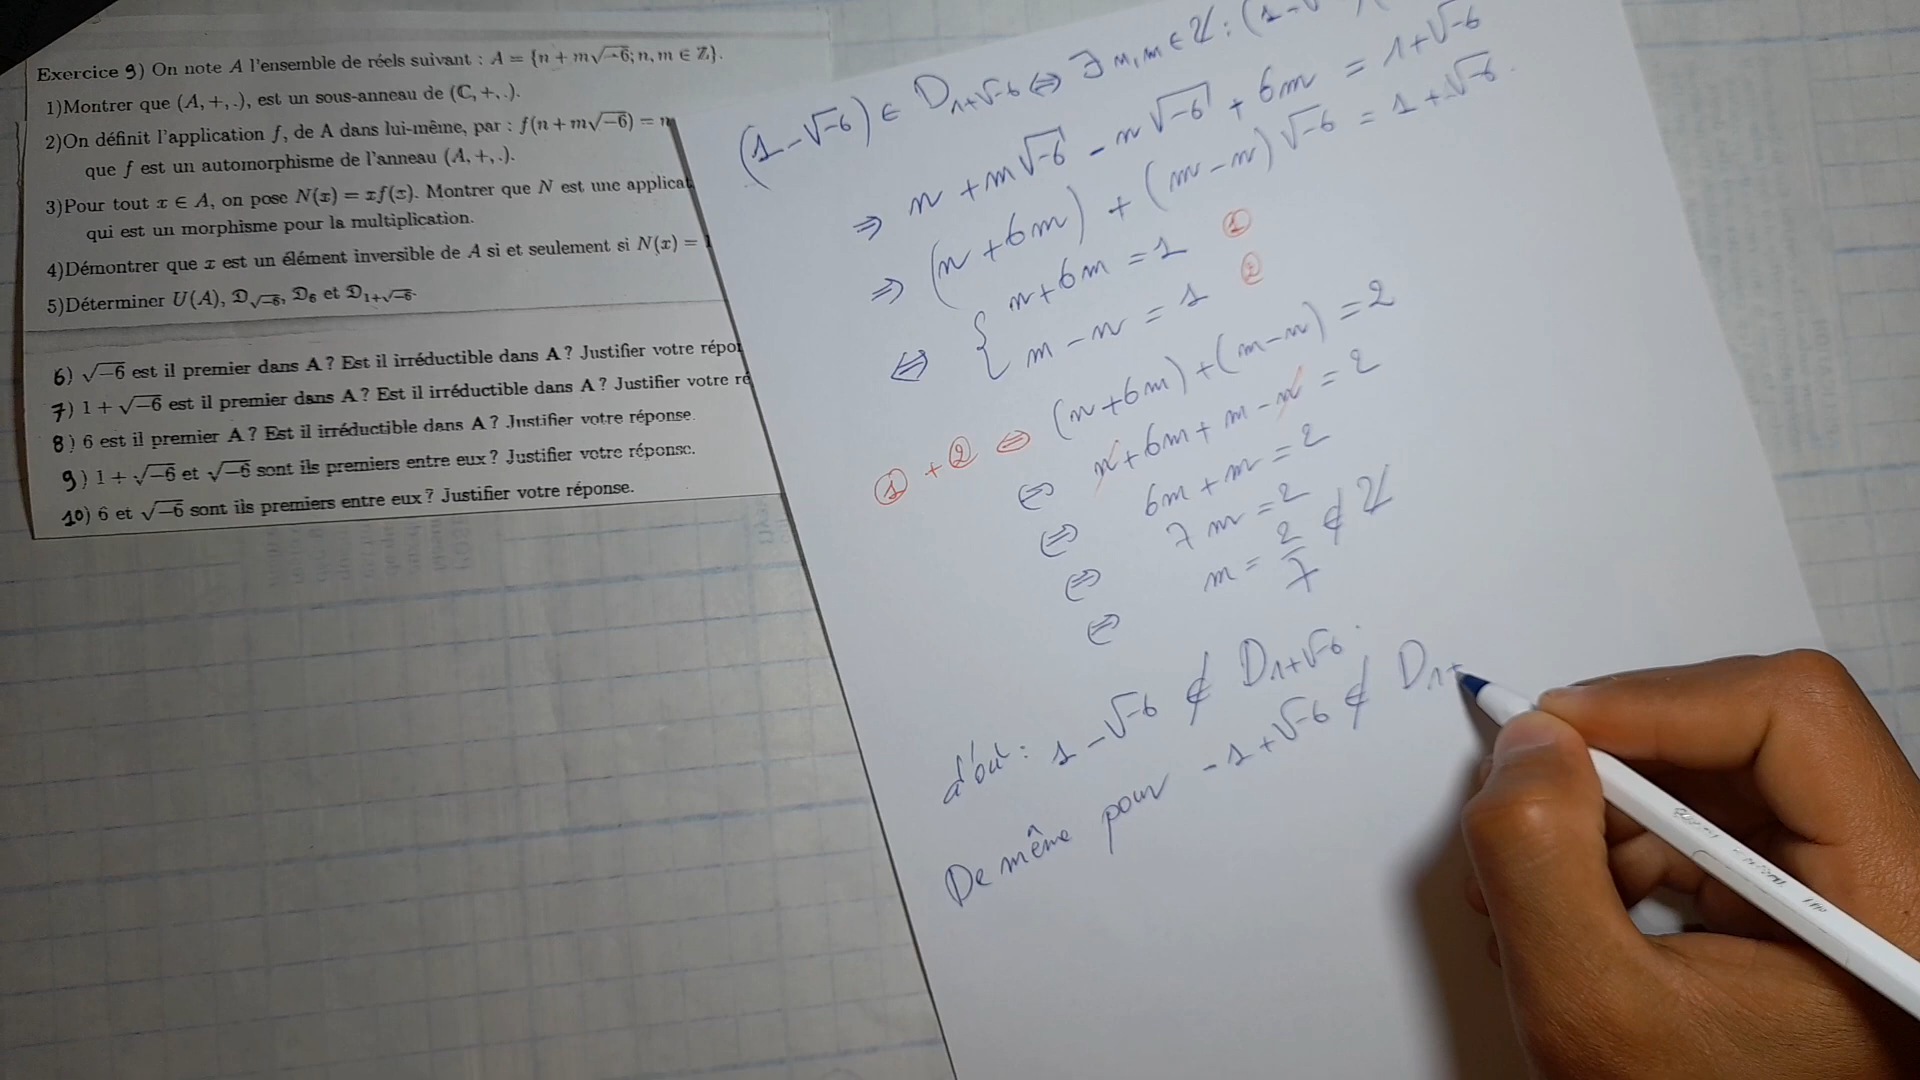 Exercice 9) On note A l'ensemble de réels suivant : A = {n + m√-6; n, m ∈ ℤ}.
1)Montrer que (A, +, .), est un sous-anneau de (ℂ, +, .).
2)On définit l'application f, de A dans lui-même, par : f(n + m√-6) = n
que f est un automorphisme de l'anneau (A, +, .).
3)Pour tout x ∈ A, on pose N(x) = xf(x). Montrer que N est une applicat
qui est un morphisme pour la multiplication.
4)Démontrer que x est un élément inversible de A si et seulement si N(x) = 1
5)Déterminer U(A), D√-6, D6 et D1+√-6.
6) √-6 est il premier dans A ? Est il irréductible dans A ? Justifier votre répo
7) 1 + √-6 est il premier dans A ? Est il irréductible dans A ? Justifier votre ré
8) 6 est il premier A ? Est il irréductible dans A ? Justifier votre réponse.
9) 1 + √-6 et √-6 sont ils premiers entre eux ? Justifier votre réponse.
10) 6 et √-6 sont ils premiers entre eux ? Justifier votre réponse.
(1-√-6) ∈ D1+√-6 ⇔ ∃ n, m ∈ ℤ : (1-√
⇒ n + m√-6 - n√-6 + 6m = 1+√-6
⇒ (n+6m) + (m-n)√-6 = 1+√-6.
⇔ { n+6m = 1 ①
m-n = 1 ②
① + ② ⇔ (n+6m)+(m-n) = 2
⇔ n+6m+m-n = 2
⇔ 6m+m = 2
⇔ 7m = 2
⇔ m = 2/7 ∉ ℤ
d'où : 1-√-6 ∉ D1+√-6.
De même pour -1+√-6 ∉ D1+